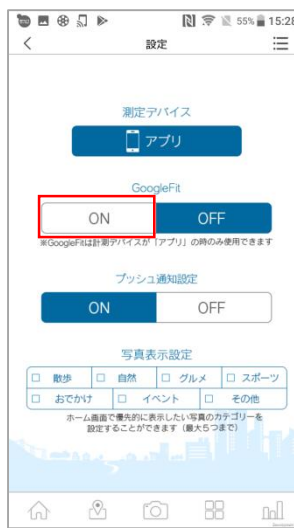 55% 15:28
設定
測定デバイス
アプリ
GoogleFit
ON OFF
※GoogleFitは計測デバイスが「アプリ」の時のみ使用できます
プッシュ通知設定
ON OFF
写真表示設定
散歩 自然 グルメ スポーツ
おでかけ イベント その他
ホーム画面で優先的に表示したい写真のカテゴリーを
設定することができます（最大5つまで）